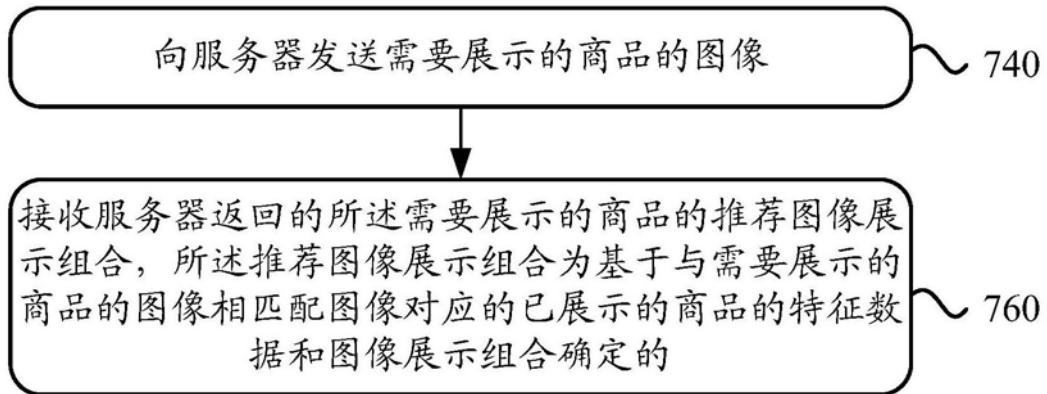 向服务器发送需要展示的商品的图像
740
接收服务器返回的所述需要展示的商品的推荐图像展
示组合，所述推荐图像展示组合为基于与需要展示的
商品的图像相匹配图像对应的已展示的商品的特征数
据和图像展示组合确定的
760